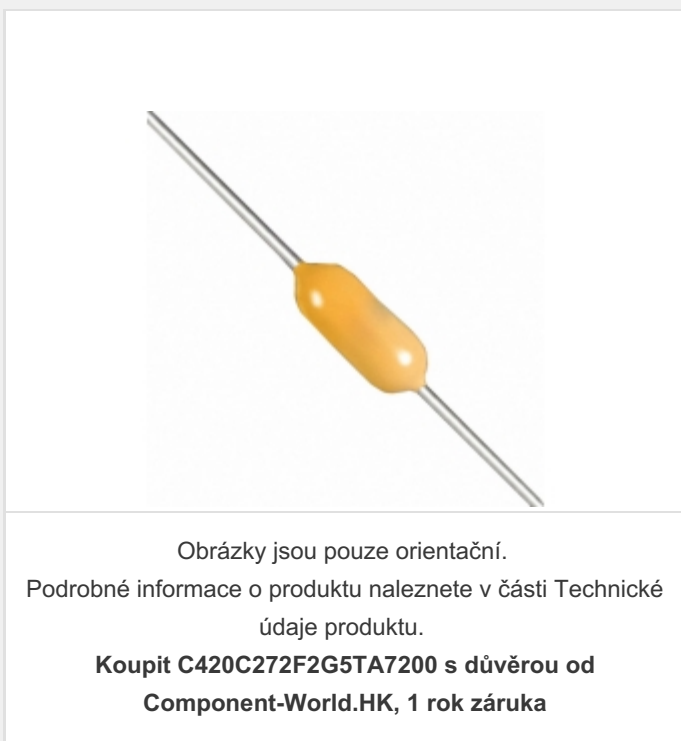 Obrázky jsou pouze orientační.
Podrobné informace o produktu naleznete v části Technické
údaje produktu.
Koupit C420C272F2G5TA7200 s důvěrou od
Component-World.HK, 1 rok záruka